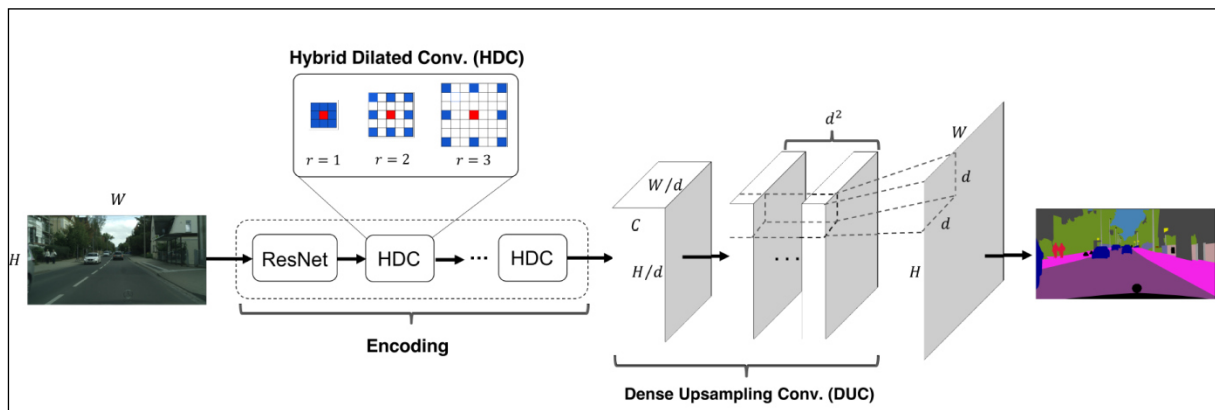 Hybrid Dilated Conv. (HDC)
r = 1
r = 2
r = 3
W
H
ResNet
HDC
...
HDC
Encoding
W/d
C
H/d
...
d²
W
d
d
H
Dense Upsampling Conv. (DUC)